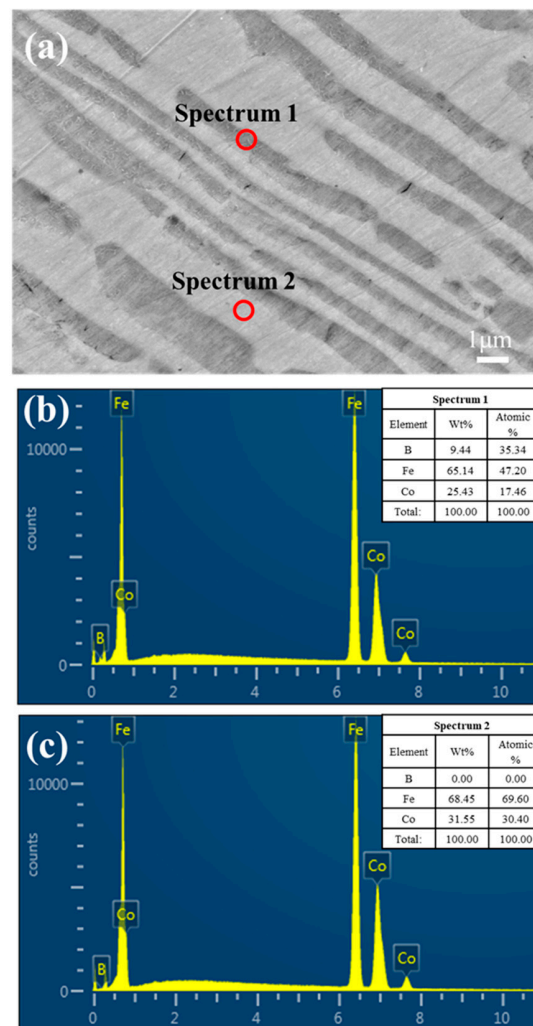 (a)
Spectrum 1
Spectrum 2
1μm
(b)
Fe
Fe
10000
Co
Co
Co
B
counts
0
0 2 4 6 8 10
Spectrum 1
Element Wt% Atomic %
B 9.44 35.34
Fe 65.14 47.20
Co 25.43 17.46
Total: 100.00 100.00
(c)
Fe
Fe
10000
Co
Co
Co
B
counts
0
0 2 4 6 8 10
Spectrum 2
Element Wt% Atomic %
B 0.00 0.00
Fe 68.45 69.60
Co 31.55 30.40
Total: 100.00 100.00